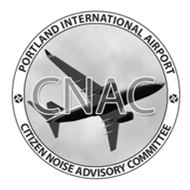 PORTLAND INTERNATIONAL AIRPORT
CNAC
CITIZEN NOISE ADVISORY COMMITTEE